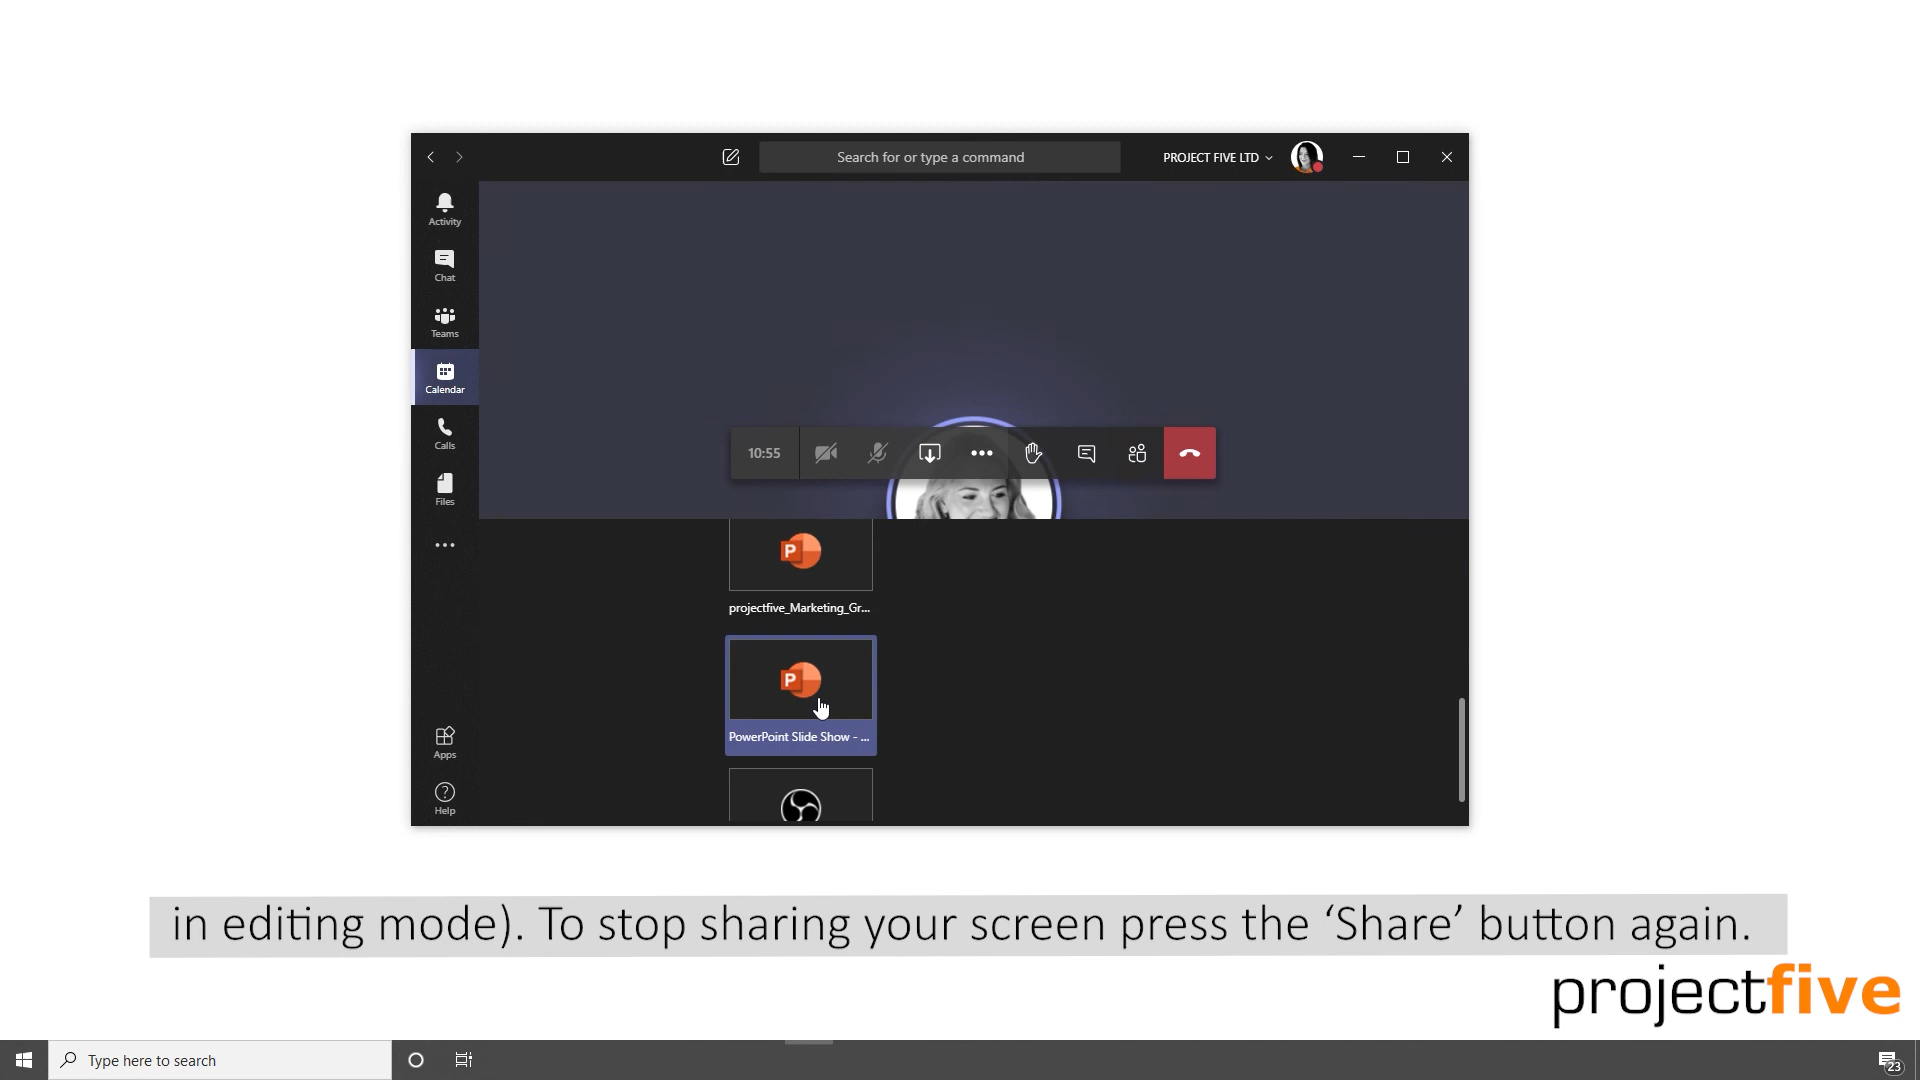 Search for or type a command
PROJECT FIVE LTD
Activity
Chat
Teams
Calendar
Calls
Files
Apps
Help
10:55
P
projectfive_Marketing_Gr...
P
PowerPoint Slide Show - ...
in editing mode). To stop sharing your screen press the ‘Share’ button again.
projectfive
Type here to search
23